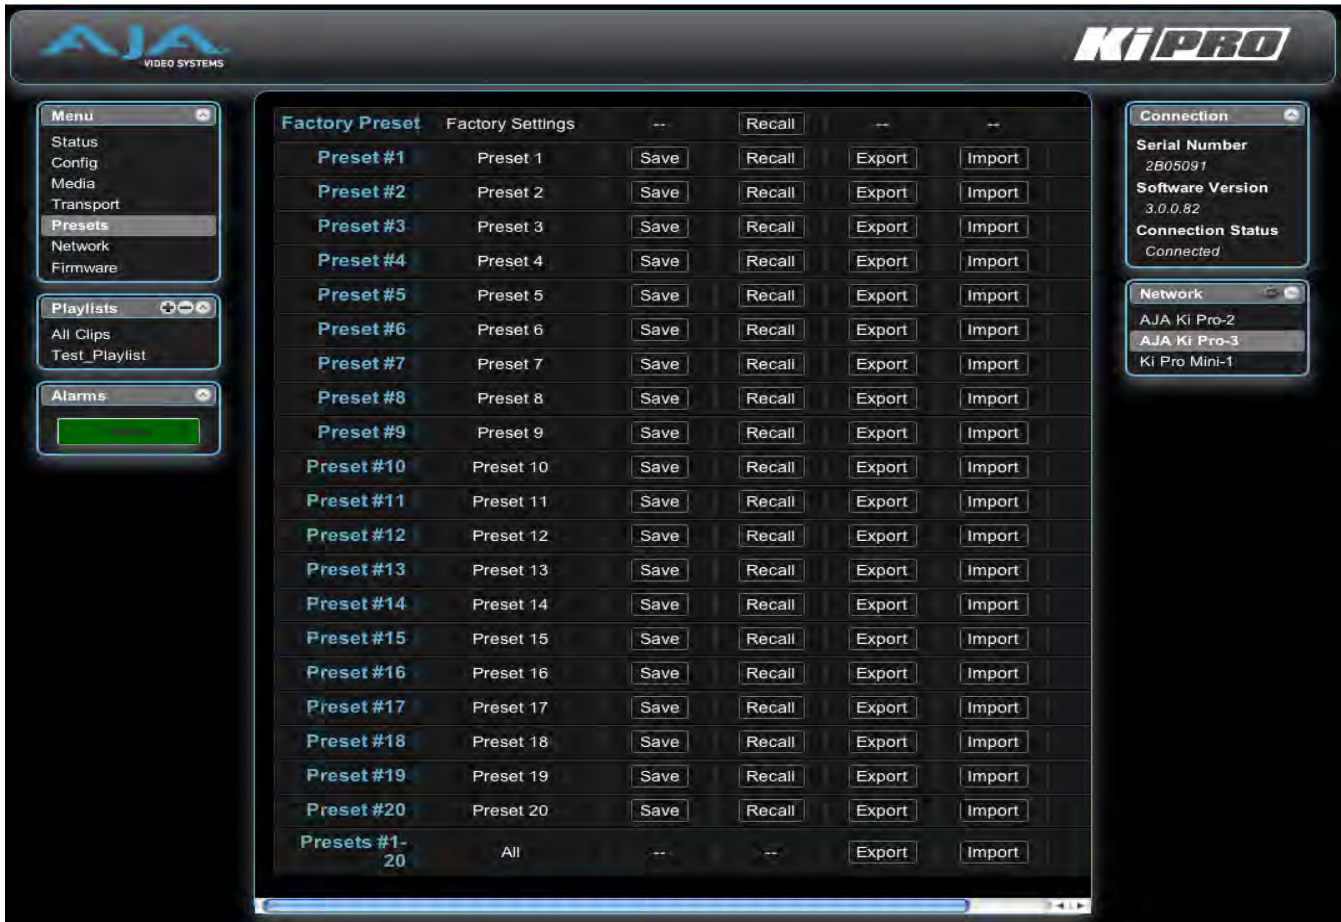 AJA
VIDEO SYSTEMS
Ki PRO
Menu
Status
Config
Media
Transport
Presets
Network
Firmware
Playlists
All Clips
Test_Playlist
Alarms
Factory Preset Factory Settings -- Recall -- --
Preset #1 Preset 1 Save Recall Export Import
Preset #2 Preset 2 Save Recall Export Import
Preset #3 Preset 3 Save Recall Export Import
Preset #4 Preset 4 Save Recall Export Import
Preset #5 Preset 5 Save Recall Export Import
Preset #6 Preset 6 Save Recall Export Import
Preset #7 Preset 7 Save Recall Export Import
Preset #8 Preset 8 Save Recall Export Import
Preset #9 Preset 9 Save Recall Export Import
Preset #10 Preset 10 Save Recall Export Import
Preset #11 Preset 11 Save Recall Export Import
Preset #12 Preset 12 Save Recall Export Import
Preset #13 Preset 13 Save Recall Export Import
Preset #14 Preset 14 Save Recall Export Import
Preset #15 Preset 15 Save Recall Export Import
Preset #16 Preset 16 Save Recall Export Import
Preset #17 Preset 17 Save Recall Export Import
Preset #18 Preset 18 Save Recall Export Import
Preset #19 Preset 19 Save Recall Export Import
Preset #20 Preset 20 Save Recall Export Import
Presets #1-
20 All -- -- Export Import
Connection
Serial Number
2B05091
Software Version
3.0.0.82
Connection Status
Connected
Network
AJA Ki Pro-2
AJA Ki Pro-3
Ki Pro Mini-1